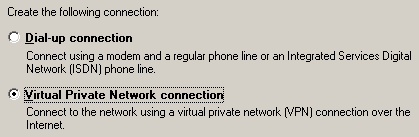 Create the following connection:
Dial-up connection
Connect using a modem and a regular phone line or an Integrated Services Digital
Network (ISDN) phone line.
Virtual Private Network connection
Connect to the network using a virtual private network (VPN) connection over the
Internet.